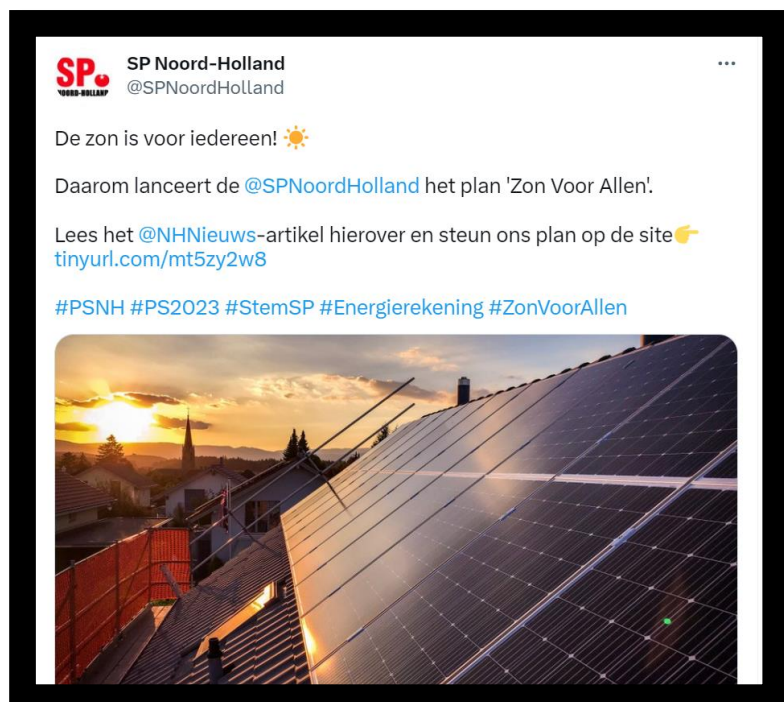 SP.
NOORD-HOLLAND
SP Noord-Holland
@SPNoordHolland
De zon is voor iedereen! ☀️
Daarom lanceert de @SPNoordHolland het plan 'Zon Voor Allen'.
Lees het @NHNieuws-artikel hierover en steun ons plan op de site👉
tinyurl.com/mt5zy2w8
#PSNH #PS2023 #StemSP #Energierekening #ZonVoorAllen